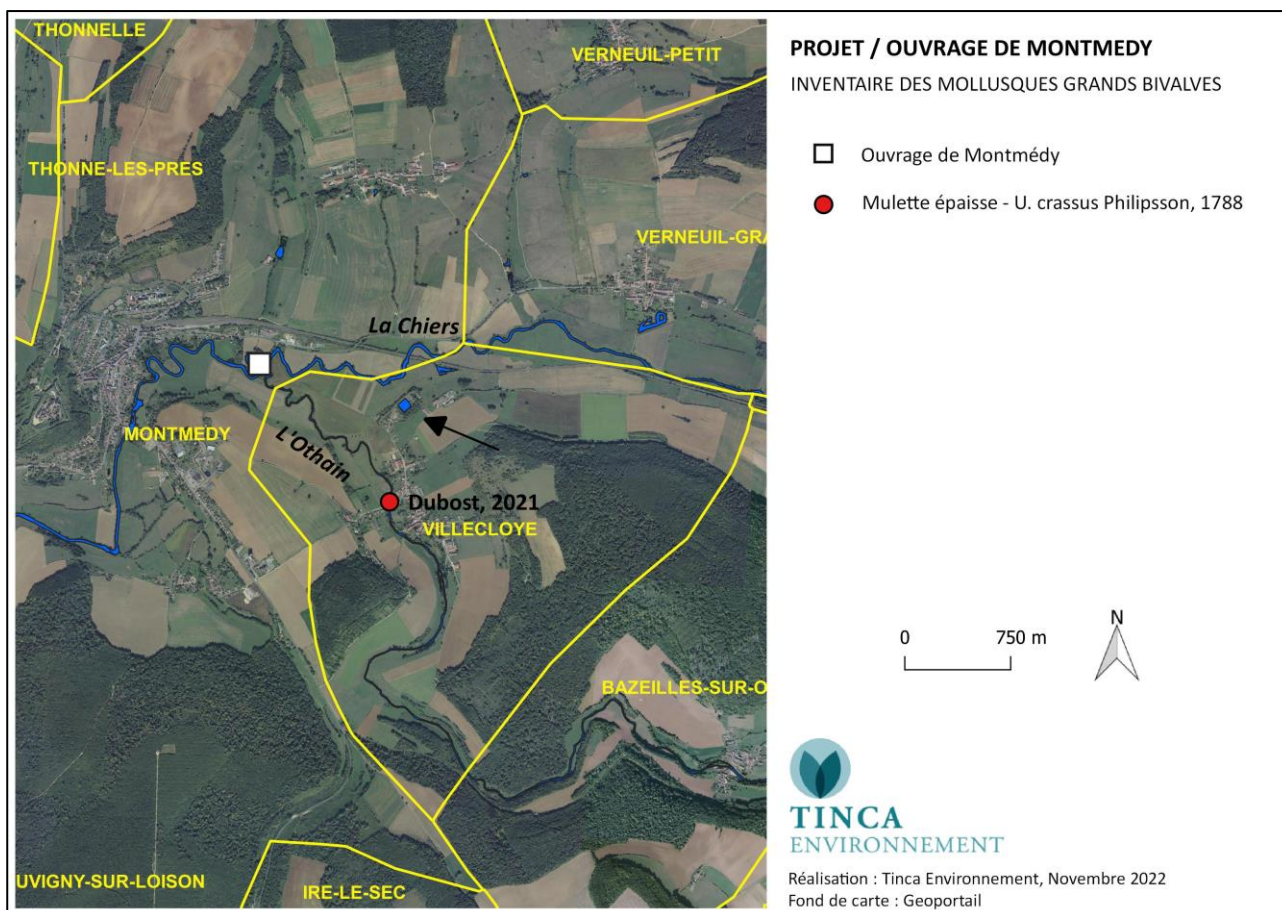 THONNELLE
VERNEUIL-PETIT
THONNE-LES-PRES
VERNEUIL-GRA
La Chiers
MONTMEDY
L'Othain
Dubost, 2021
VILLECLOYE
BAZEILLES-SUR-O
UVIGNY-SUR-LOISON
IRE-LE-SEC
PROJET / OUVRAGE DE MONTMEDY
INVENTAIRE DES MOLLUSQUES GRANDS BIVALVES
Ouvrage de Montmédy
Mulette épaisse - U. crassus Philipsson, 1788
0 750 m
N
TINCA
ENVIRONNEMENT
Réalisation : Tinca Environnement, Novembre 2022
Fond de carte : Geoportail